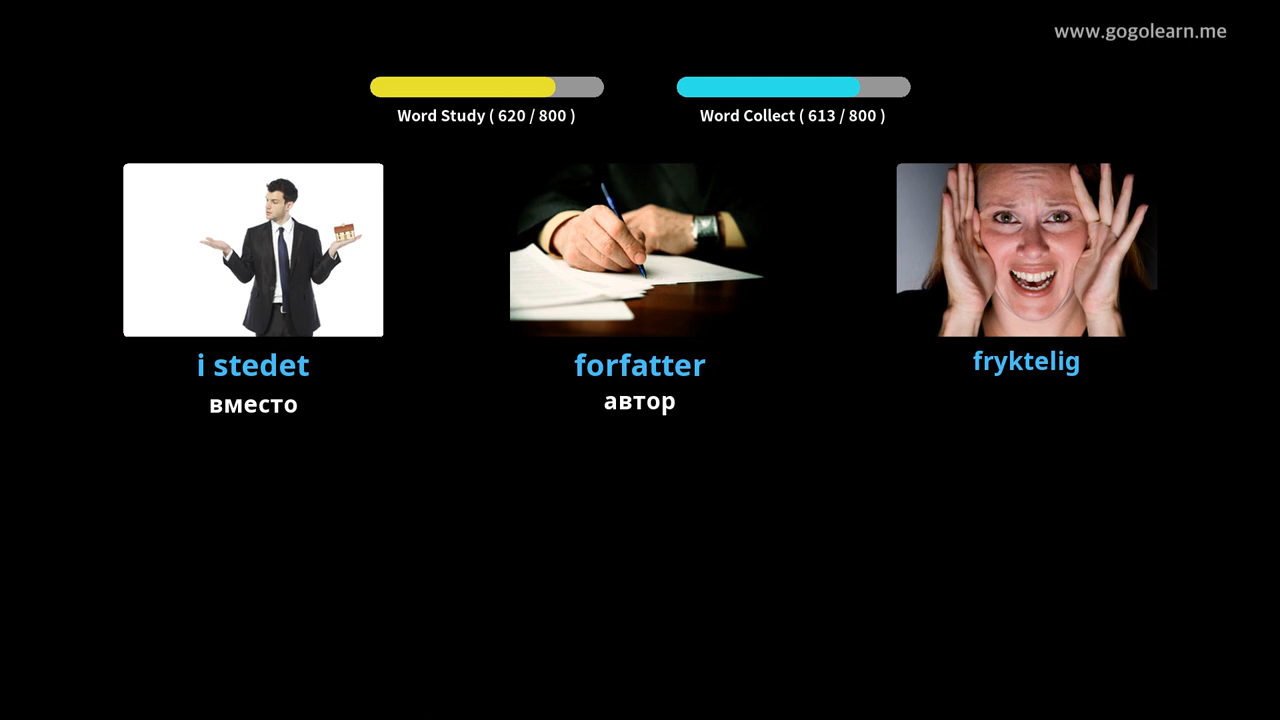 www.gogolearn.me
Word Study ( 620 / 800 )
Word Collect ( 613 / 800 )
i stedet
вместо
forfatter
автор
fryktelig